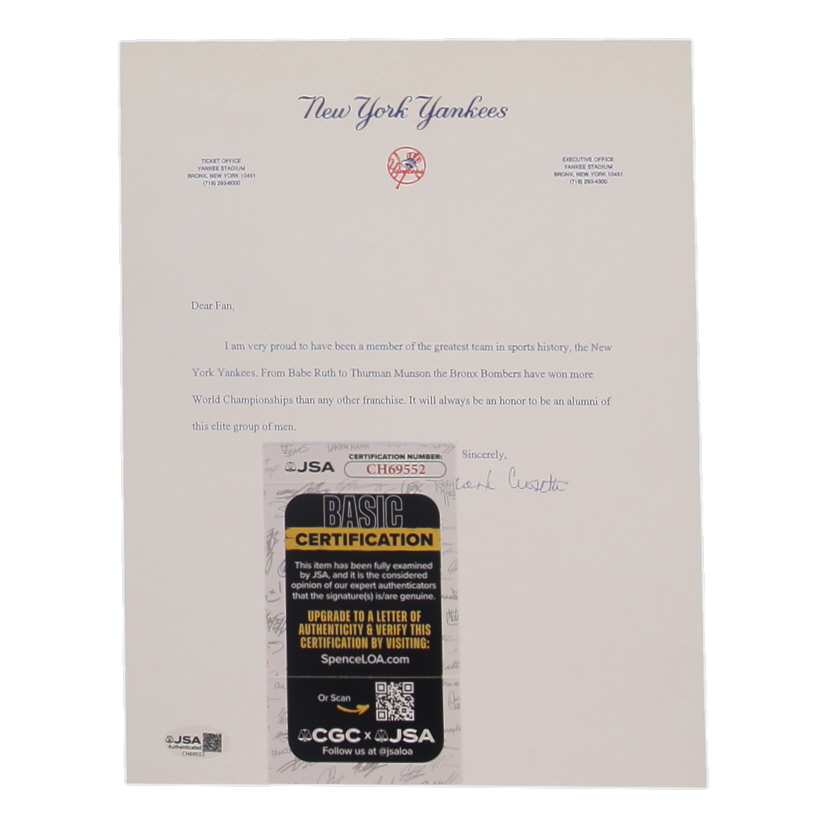 New York Yankees
TICKET OFFICE
YANKEE STADIUM
BRONX, NEW YORK 10451
(718) 293-6000
Yankees
EXECUTIVE OFFICE
YANKEE STADIUM
BRONX, NEW YORK 10451
(718) 293-4300
Dear Fan,
I am very proud to have been a member of the greatest team in sports history, the New
York Yankees. From Babe Ruth to Thurman Munson the Bronx Bombers have won more
World Championships than any other franchise. It will always be an honor to be an alumni of
this elite group of men.
Sincerely,
JSA
CERTIFICATION NUMBER:
CH69552
BASIC
CERTIFICATION
This item has been fully examined
by JSA, and it is the considered
opinion of our expert authenticators
that the signature(s) is/are genuine.
UPGRADE TO A LETTER OF
AUTHENTICITY & VERIFY THIS
CERTIFICATION BY VISITING:
SpenceLOA.com
Or Scan
CGC x JSA
Follow us at @jsaloa
JSA
Authenticated
CH69552